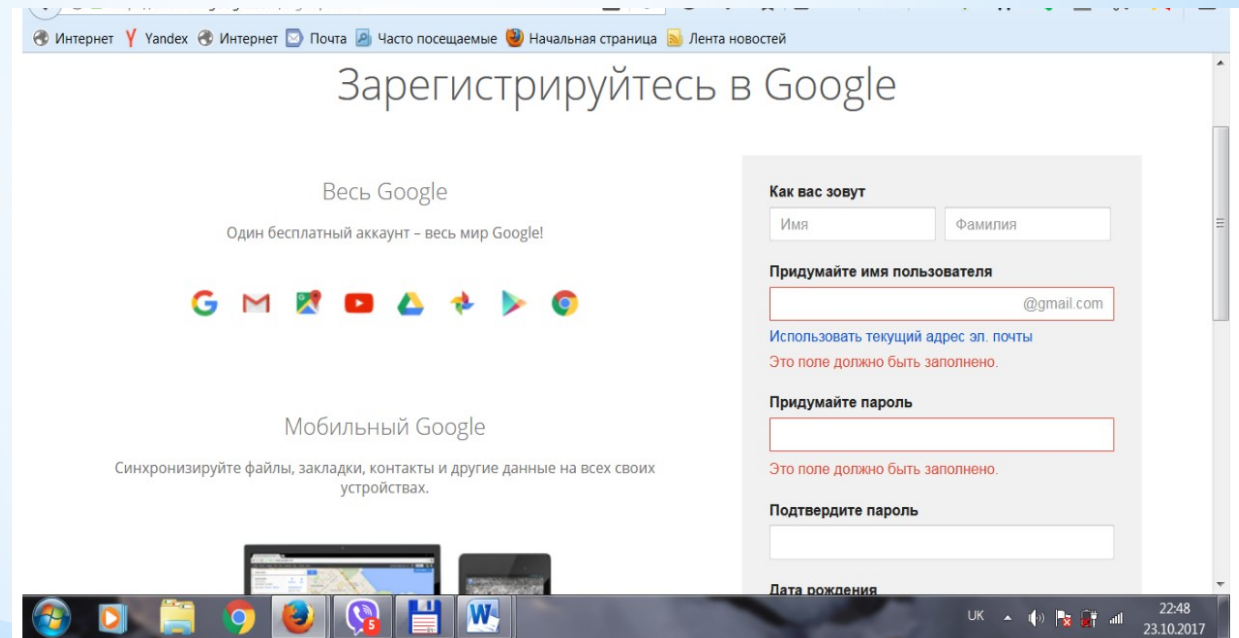 Интернет Yandex Интернет Почта Часто посещаемые Начальная страница Лента новостей
Зарегистрируйтесь в Google
Весь Google
Один бесплатный аккаунт – весь мир Google!
Мобильный Google
Синхронизируйте файлы, закладки, контакты и другие данные на всех своих
устройствах.
Как вас зовут
Имя Фамилия
Придумайте имя пользователя
@gmail.com
Использовать текущий адрес эл. почты
Это поле должно быть заполнено.
Придумайте пароль
Это поле должно быть заполнено.
Подтвердите пароль
Дата рождения
5
UK 22:48
23.10.2017